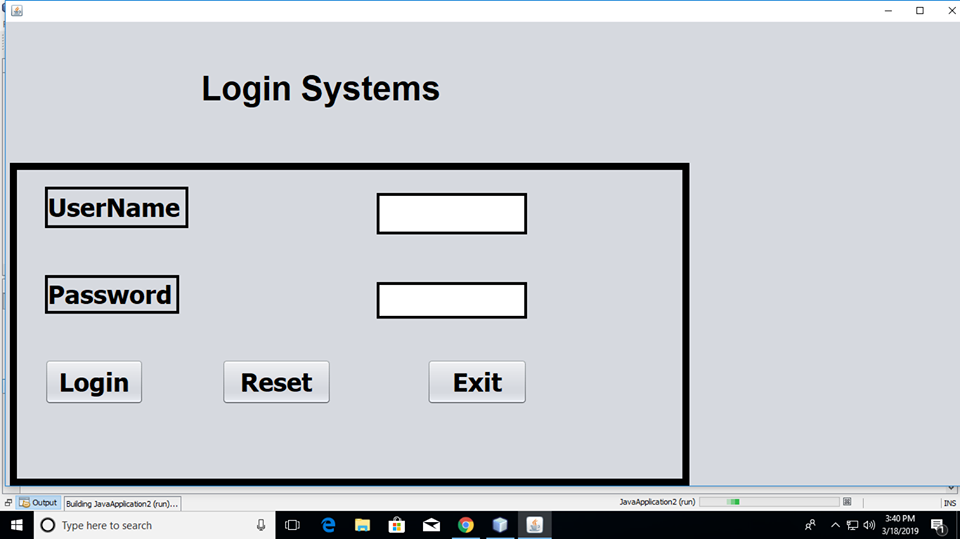 Login Systems
UserName
Password
Login Reset Exit
Output Building JavaApplication2 (run)... JavaApplication2 (run) INS
Type here to search
3:40 PM
3/18/2019
1